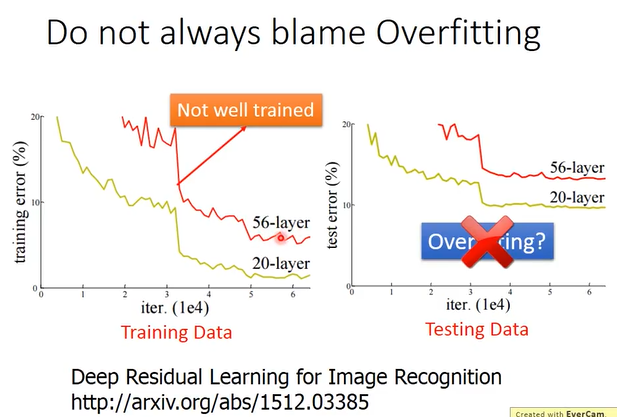 Do not always blame Overfitting
Not well trained
20
10
0
training error (%)
56-layer
20-layer
0 1 2 3 4 5 6
iter. (1e4)
Training Data
20
10
0
test error (%)
56-layer
20-layer
Over ing?
0 1 2 3 4 5 6
iter. (1e4)
Testing Data
Deep Residual Learning for Image Recognition
http://arxiv.org/abs/1512.03385
Created with EverCam.